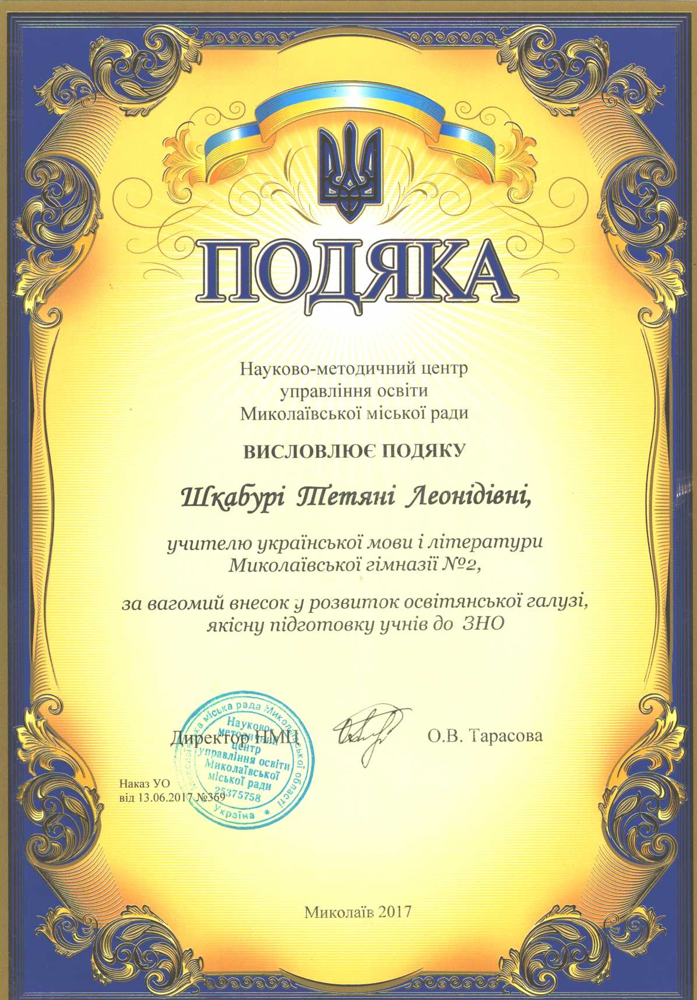 ПОДЯКА
Науково-методичний центр
управління освіти
Миколаївської міської ради
ВИСЛОВЛЮЄ ПОДЯКУ
Шкабурі Тетяні Леонідівні,
учителю української мови і літератури
Миколаївської гімназії №2,
за вагомий внесок у розвиток освітянської галузі,
якісну підготовку учнів до ЗНО
Директор НМЦ
О.В. Тарасова
Миколаївська міська рада Миколаївської області
Науково-
методичний
центр
управління освіти
Миколаївської
міської ради
25375758
* Україна *
Наказ УО
від 13.06.2017 №369
Миколаїв 2017